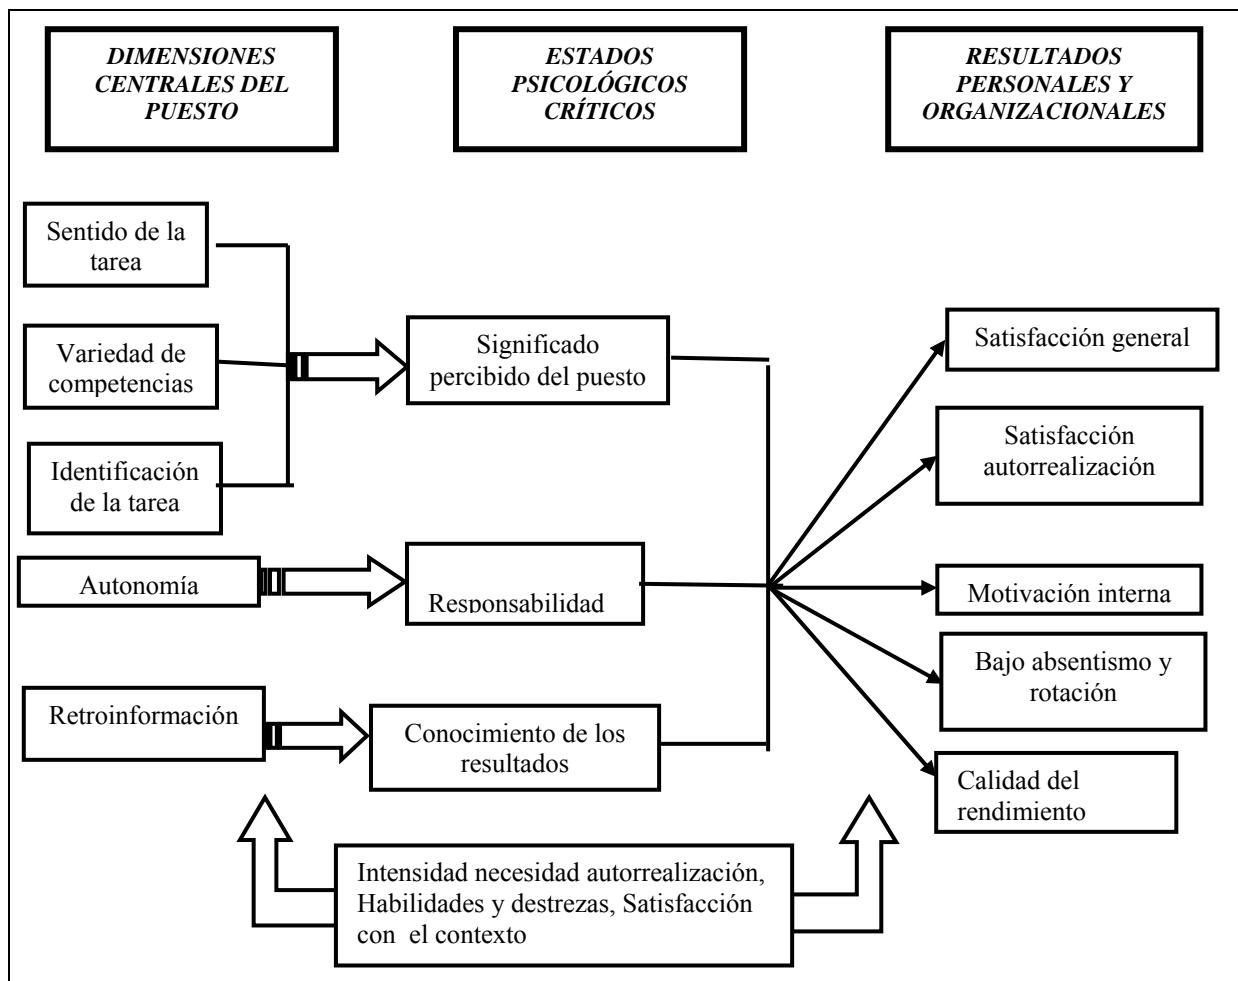 DIMENSIONES
CENTRALES DEL
PUESTO
ESTADOS
PSICOLÓGICOS
CRÍTICOS
RESULTADOS
PERSONALES Y
ORGANIZACIONALES
Sentido de la
tarea
Variedad de
competencias
Identificación
de la tarea
Autonomía
Retroinformación
Significado
percibido del puesto
Responsabilidad
Conocimiento de los
resultados
Satisfacción general
Satisfacción
autorrealización
Motivación interna
Bajo absentismo y
rotación
Calidad del
rendimiento
Intensidad necesidad autorrealización,
Habilidades y destrezas, Satisfacción
con el contexto